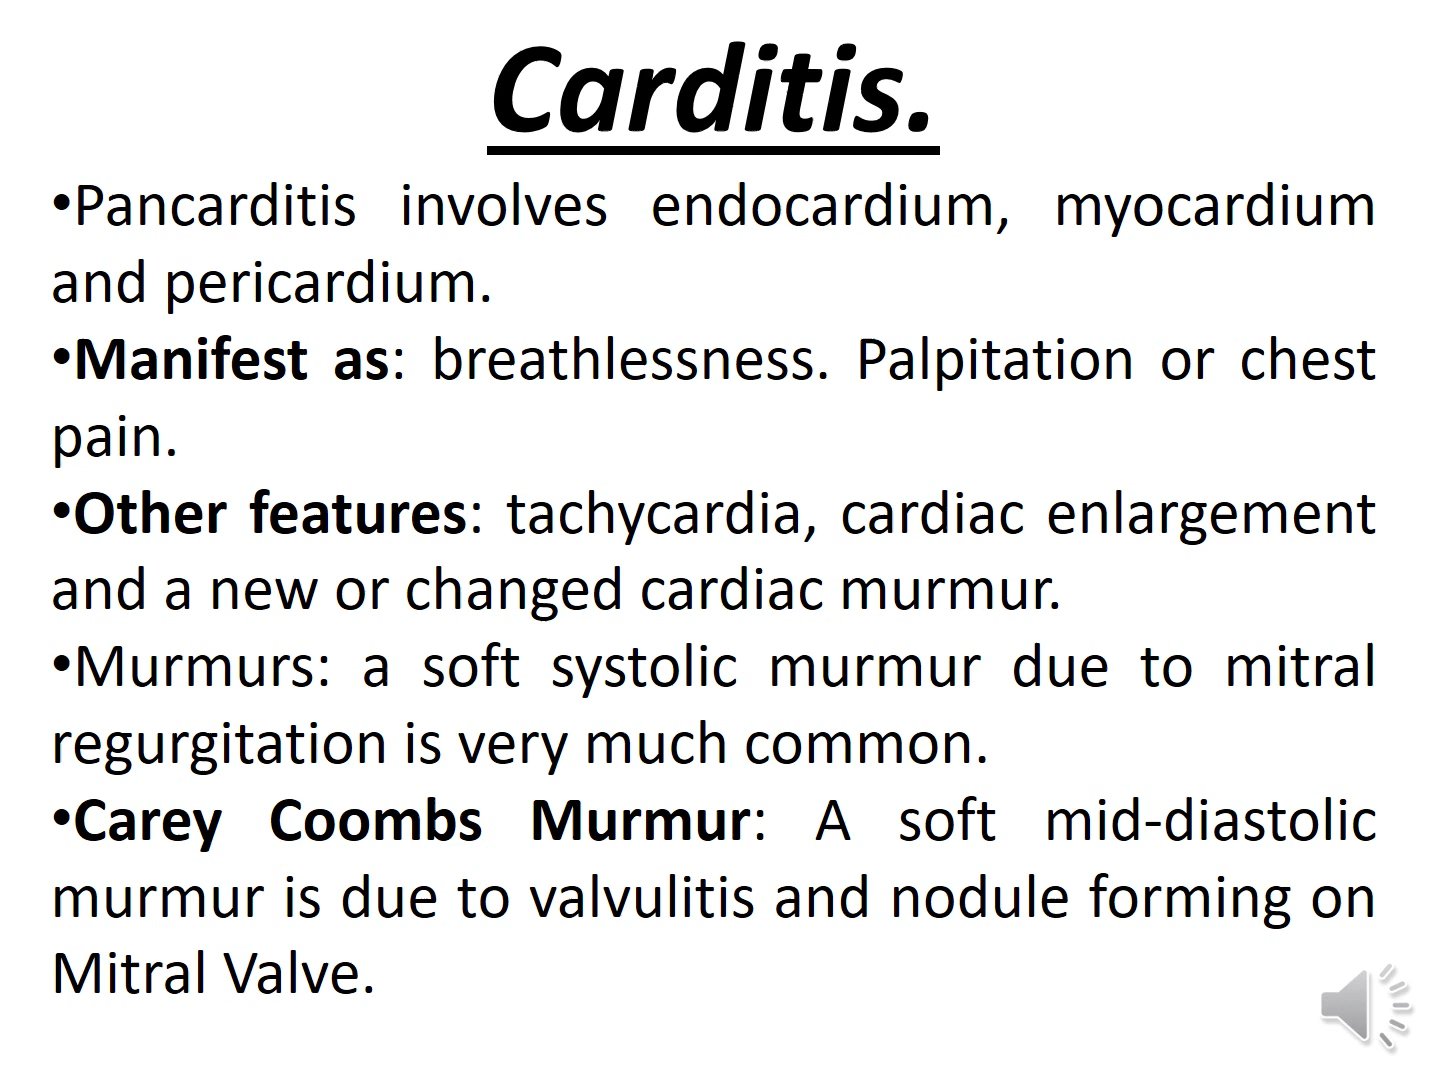 Carditis.
•Pancarditis involves endocardium, myocardium
and pericardium.
•Manifest as: breathlessness. Palpitation or chest
pain.
•Other features: tachycardia, cardiac enlargement
and a new or changed cardiac murmur.
•Murmurs: a soft systolic murmur due to mitral
regurgitation is very much common.
•Carey Coombs Murmur: A soft mid-diastolic
murmur is due to valvulitis and nodule forming on
Mitral Valve.